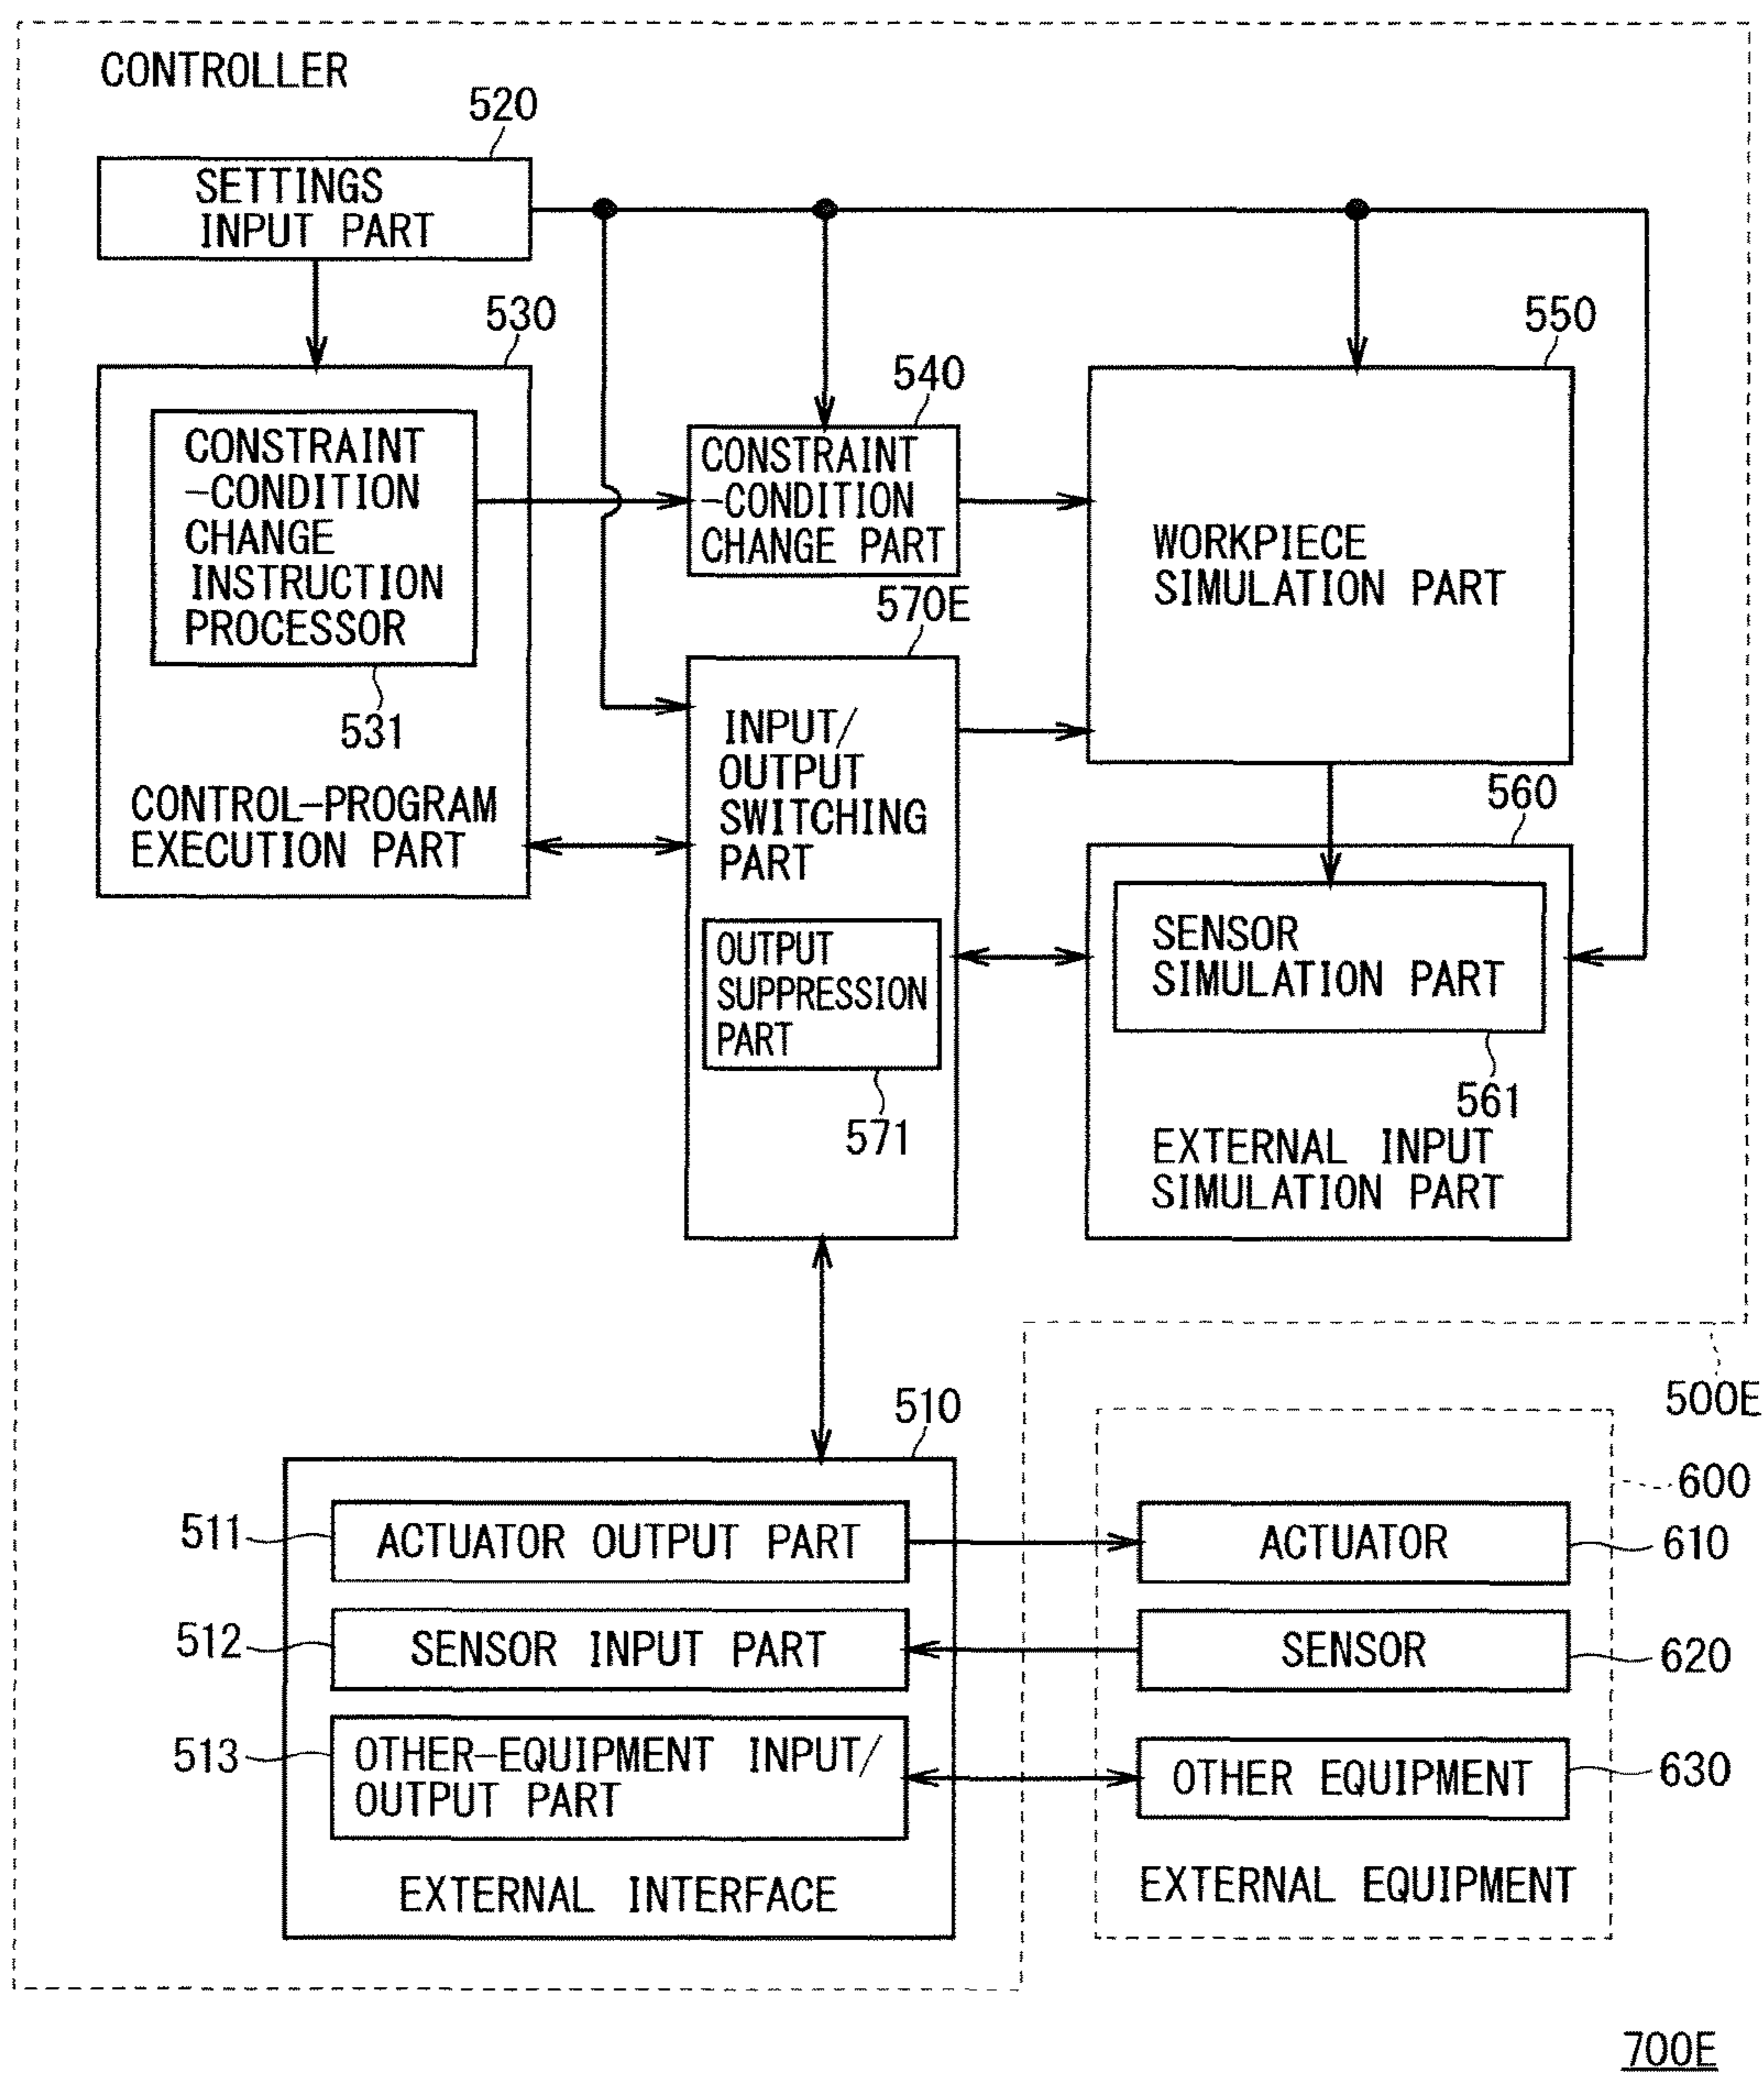 CONTROLLER
520
SETTINGS
INPUT PART
530
CONSTRAINT
-CONDITION
CHANGE
INSTRUCTION
PROCESSOR
531
CONTROL-PROGRAM
EXECUTION PART
540
CONSTRAINT
-CONDITION
CHANGE PART
550
WORKPIECE
SIMULATION PART
570E
INPUT/
OUTPUT
SWITCHING
PART
OUTPUT
SUPPRESSION
PART
571
560
SENSOR
SIMULATION PART
561
EXTERNAL INPUT
SIMULATION PART
500E
510
511
ACTUATOR OUTPUT PART
512
SENSOR INPUT PART
513
OTHER-EQUIPMENT INPUT/
OUTPUT PART
EXTERNAL INTERFACE
600
ACTUATOR
610
SENSOR
620
OTHER EQUIPMENT
630
EXTERNAL EQUIPMENT
700E